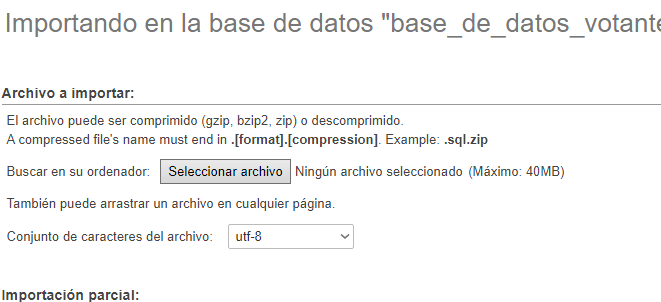 Importando en la base de datos "base_de_datos_votante
Archivo a importar:
El archivo puede ser comprimido (gzip, bzip2, zip) o descomprimido.
A compressed file's name must end in .[format].[compression]. Example: .sql.zip
Buscar en su ordenador: Seleccionar archivo Ningún archivo seleccionado (Máximo: 40MB)
También puede arrastrar un archivo en cualquier página.
Conjunto de caracteres del archivo: utf-8
Importación parcial: